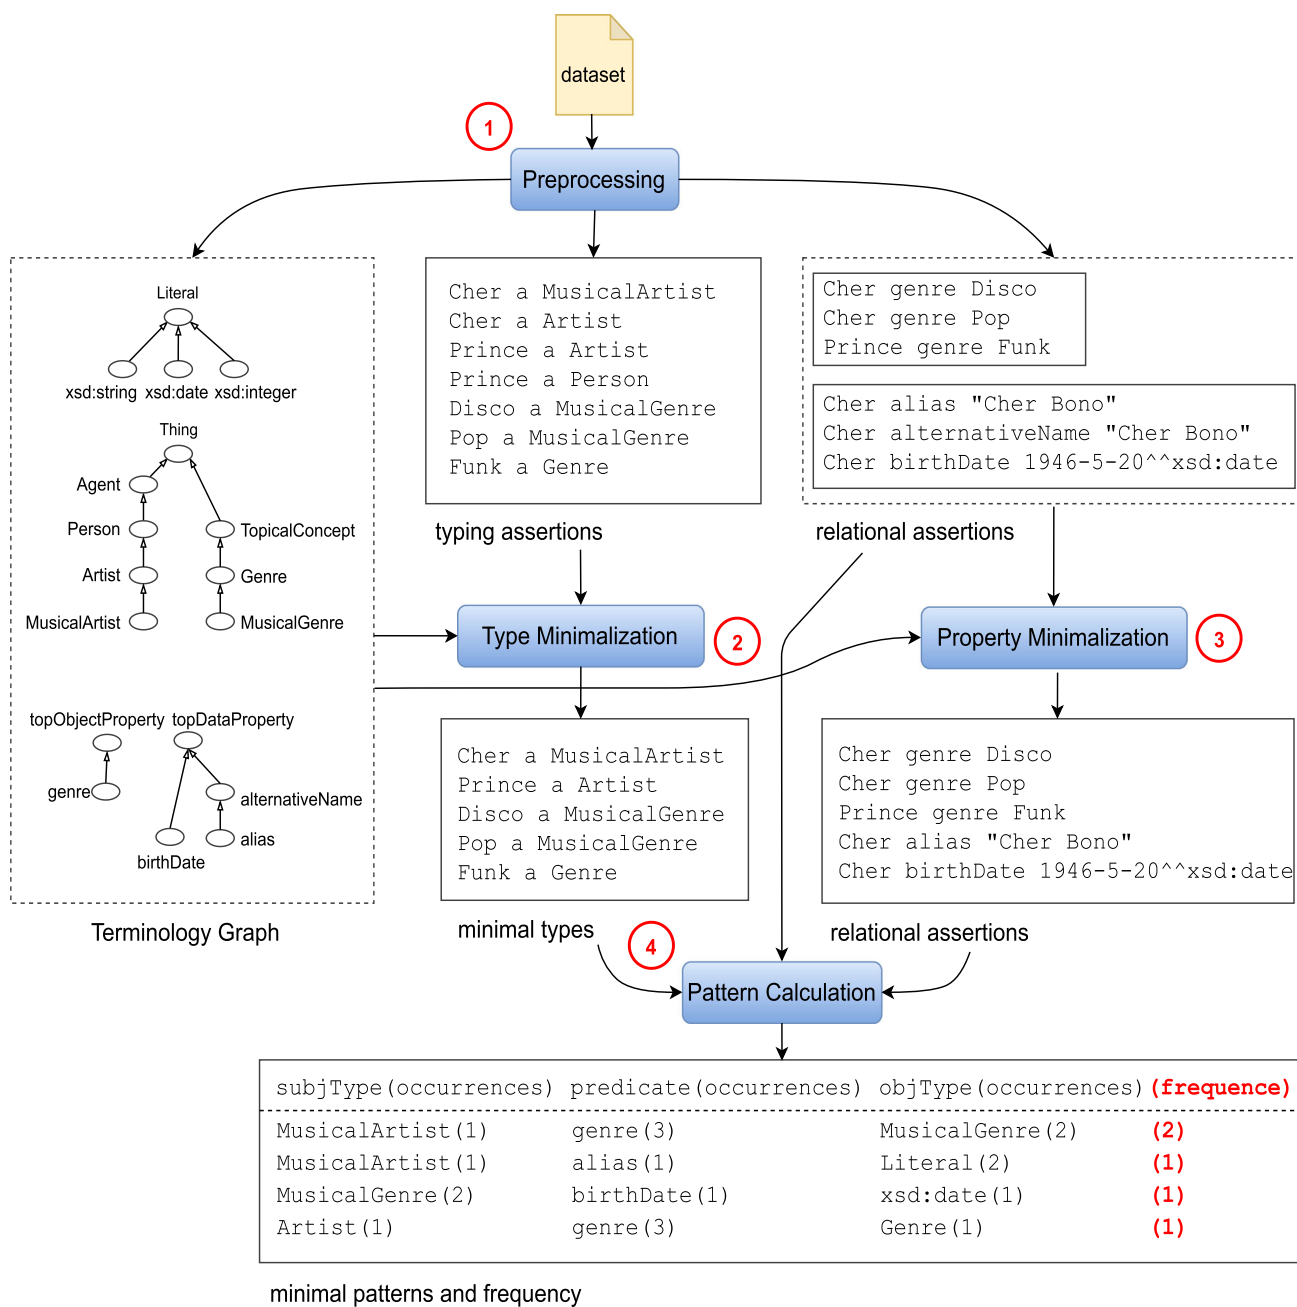 dataset
1
Preprocessing
Literal
xsd:string xsd:date xsd:integer
Thing
Agent
Person
TopicalConcept
Artist
Genre
MusicalArtist
MusicalGenre
topObjectProperty topDataProperty
genre
alternativeName
alias
birthDate
Terminology Graph
Cher a MusicalArtist
Cher a Artist
Prince a Artist
Prince a Person
Disco a MusicalGenre
Pop a MusicalGenre
Funk a Genre
typing assertions
Cher genre Disco
Cher genre Pop
Prince genre Funk
Cher alias "Cher Bono"
Cher alternativeName "Cher Bono"
Cher birthDate 1946-5-20^^xsd:date
relational assertions
Type Minimalization
2
Property Minimalization
3
Cher a MusicalArtist
Prince a Artist
Disco a MusicalGenre
Pop a MusicalGenre
Funk a Genre
minimal types
Cher genre Disco
Cher genre Pop
Prince genre Funk
Cher alias "Cher Bono"
Cher birthDate 1946-5-20^^xsd:date
relational assertions
4
Pattern Calculation
subjType(occurrences) predicate(occurrences) objType(occurrences)(frequence)
MusicalArtist(1) genre(3) MusicalGenre(2) (2)
MusicalArtist(1) alias(1) Literal(2) (1)
MusicalGenre(2) birthDate(1) xsd:date(1) (1)
Artist(1) genre(3) Genre(1) (1)
minimal patterns and frequency